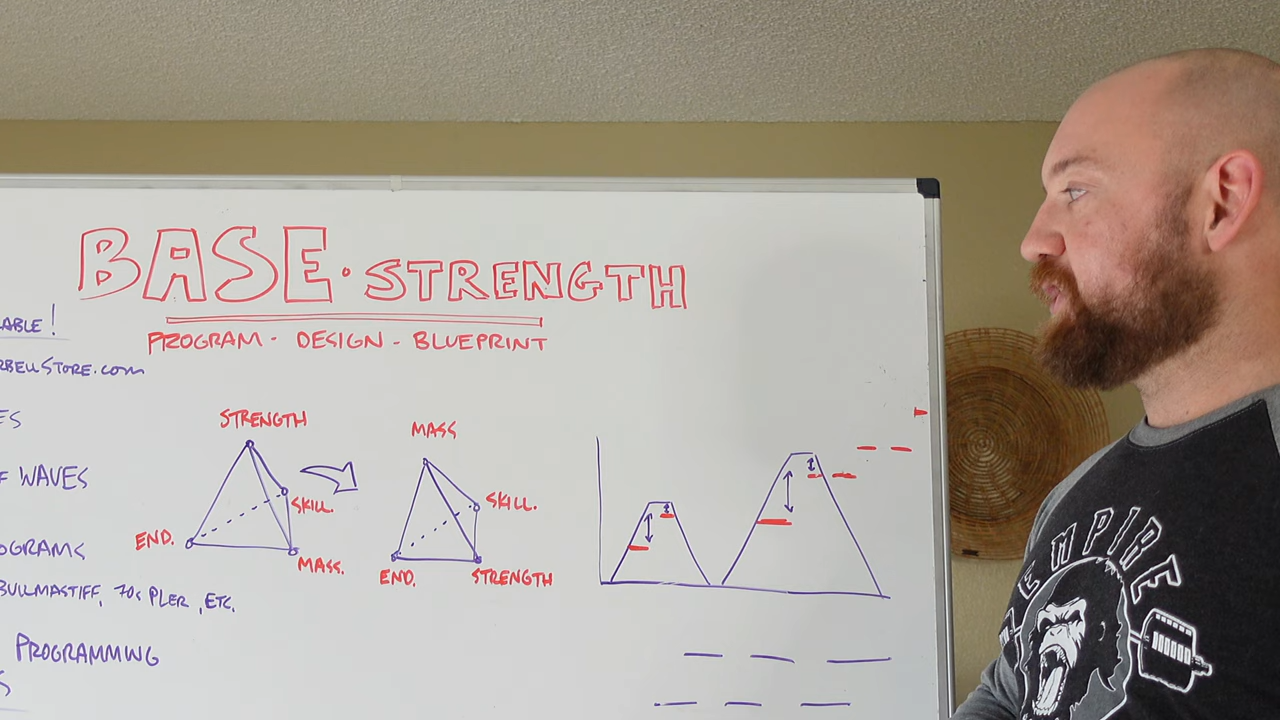 BASE • STRENGTH
PROGRAM - DESIGN - BLUEPRINT
LABLE!
RBELLSTORE.COM
ES
F WAVES
OGRAMS
BULLMASTIFF, 70s PLER, ETC.
PROGRAMMING
S
STRENGTH
SKILL.
END.
MASS.
MASS
SKILL.
END.
STRENGTH
EMPIRE